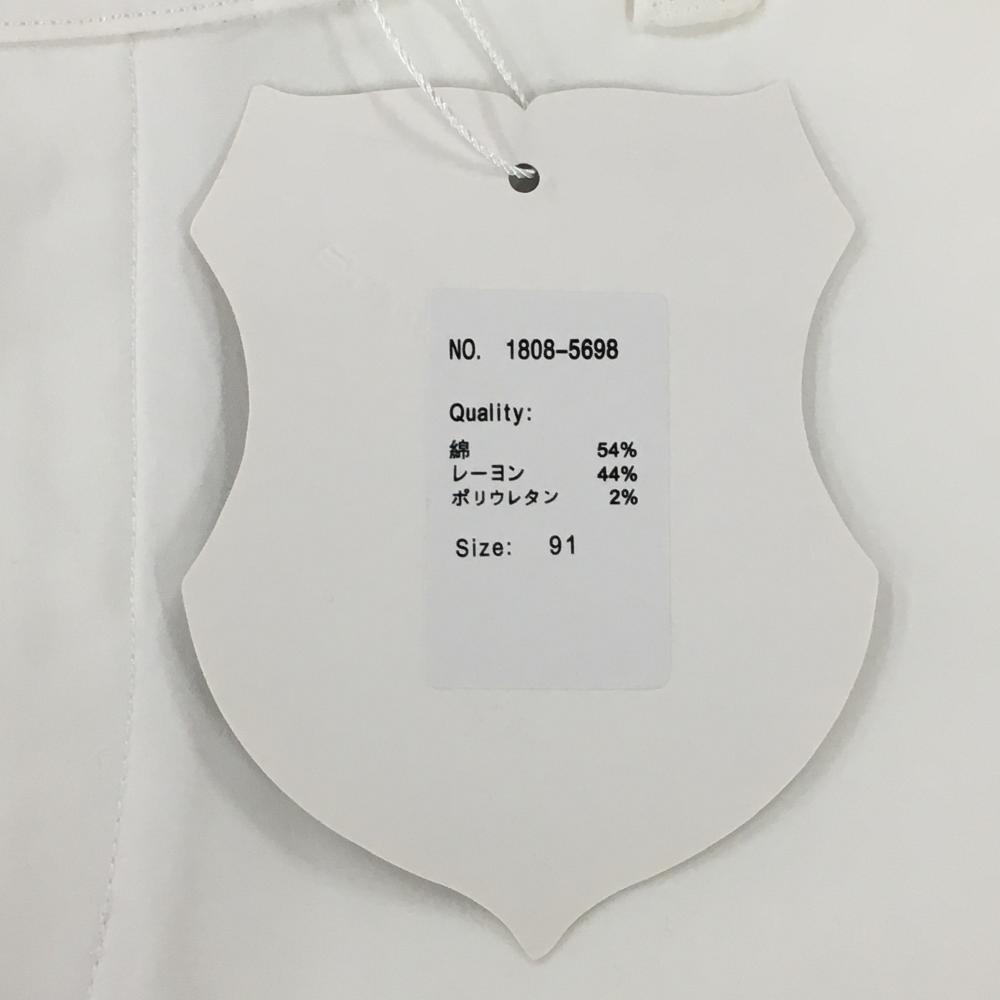 NO. 1808-5698
Quality:
綿 54%
レーヨン 44%
ポリウレタン 2%
Size: 91